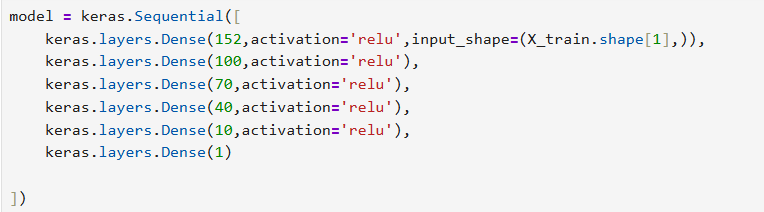 model = keras.Sequential([
    keras.layers.Dense(152,activation='relu',input_shape=(X_train.shape[1],)),
    keras.layers.Dense(100,activation='relu'),
    keras.layers.Dense(70,activation='relu'),
    keras.layers.Dense(40,activation='relu'),
    keras.layers.Dense(10,activation='relu'),
    keras.layers.Dense(1)

])